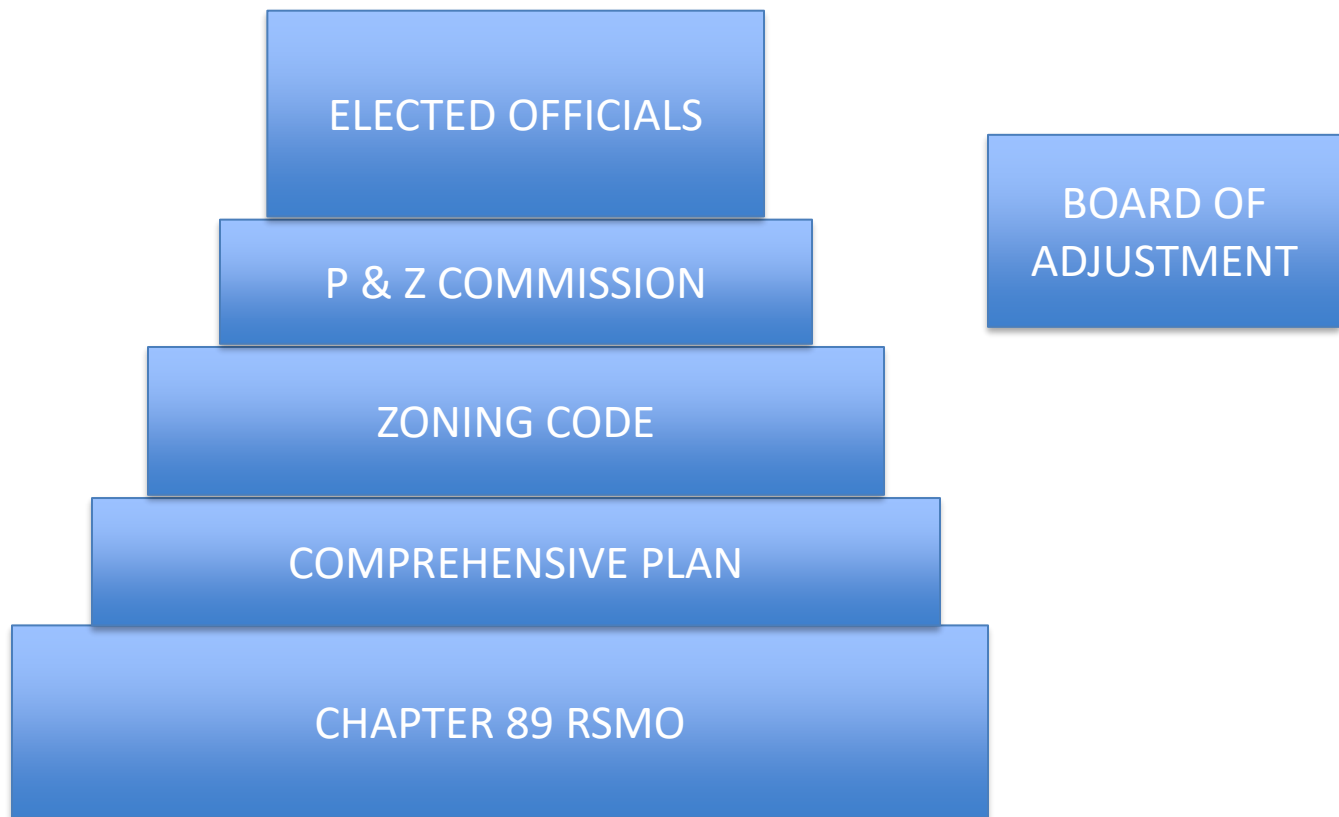 ELECTED OFFICIALS
P & Z COMMISSION
ZONING CODE
COMPREHENSIVE PLAN
CHAPTER 89 RSMO
BOARD OF
ADJUSTMENT